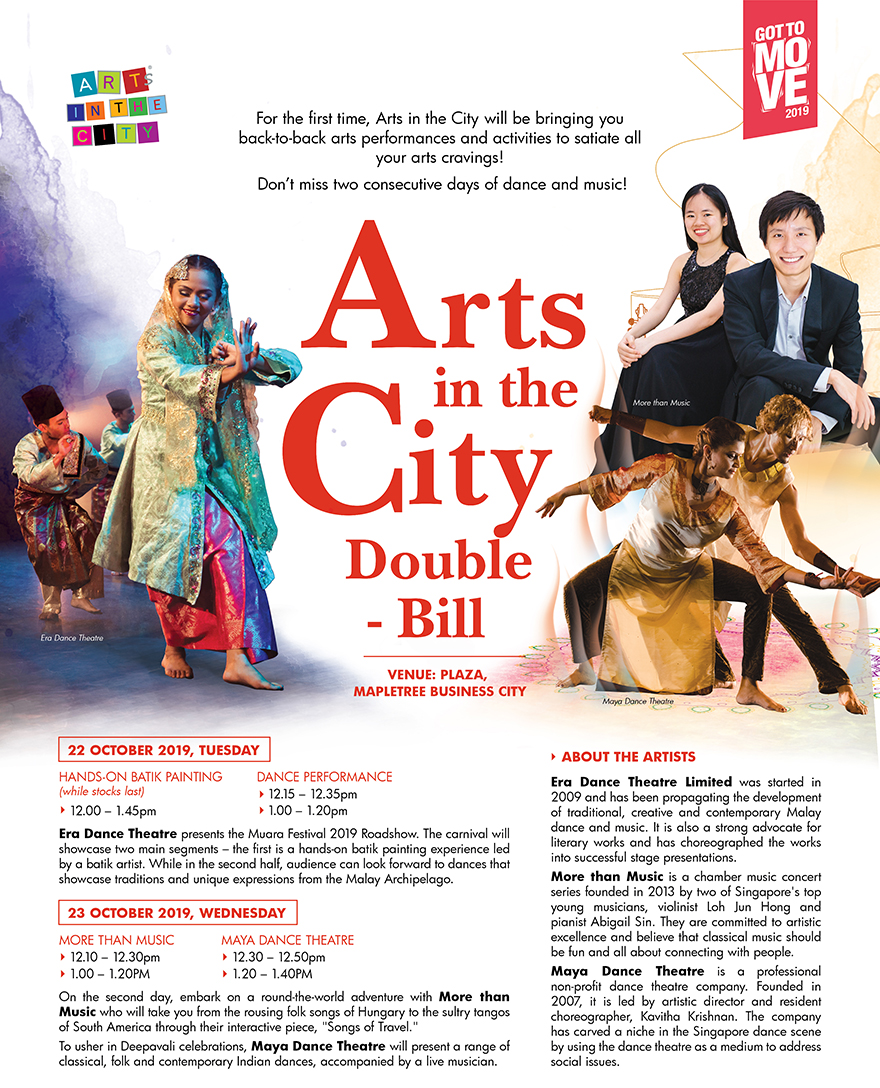 ARTS
IN THE
CITY
GOT TO
MO
VE
2019
For the first time, Arts in the City will be bringing you
back-to-back arts performances and activities to satiate all
your arts cravings!
Don’t miss two consecutive days of dance and music!
Arts
in the
City
Double
- Bill
VENUE: PLAZA,
MAPLETREE BUSINESS CITY
More than Music
Era Dance Theatre
Maya Dance Theatre
22 OCTOBER 2019, TUESDAY
HANDS-ON BATIK PAINTING
(while stocks last)
12.00 – 1.45pm
DANCE PERFORMANCE
12.15 – 12.35pm
1.00 – 1.20pm
Era Dance Theatre presents the Muara Festival 2019 Roadshow. The carnival will
showcase two main segments – the first is a hands-on batik painting experience led
by a batik artist. While in the second half, audience can look forward to dances that
showcase traditions and unique expressions from the Malay Archipelago.
23 OCTOBER 2019, WEDNESDAY
MORE THAN MUSIC
12.10 – 12.30pm
1.00 – 1.20PM
MAYA DANCE THEATRE
12.30 – 12.50pm
1.20 – 1.40PM
On the second day, embark on a round-the-world adventure with More than
Music who will take you from the rousing folk songs of Hungary to the sultry tangos
of South America through their interactive piece, "Songs of Travel."
To usher in Deepavali celebrations, Maya Dance Theatre will present a range of
classical, folk and contemporary Indian dances, accompanied by a live musician.
ABOUT THE ARTISTS
Era Dance Theatre Limited was started in
2009 and has been propagating the development
of traditional, creative and contemporary Malay
dance and music. It is also a strong advocate for
literary works and has choreographed the works
into successful stage presentations.
More than Music is a chamber music concert
series founded in 2013 by two of Singapore's top
young musicians, violinist Loh Jun Hong and
pianist Abigail Sin. They are committed to artistic
excellence and believe that classical music should
be fun and all about connecting with people.
Maya Dance Theatre is a professional
non-profit dance theatre company. Founded in
2007, it is led by artistic director and resident
choreographer, Kavitha Krishnan. The company
has carved a niche in the Singapore dance scene
by using the dance theatre as a medium to address
social issues.